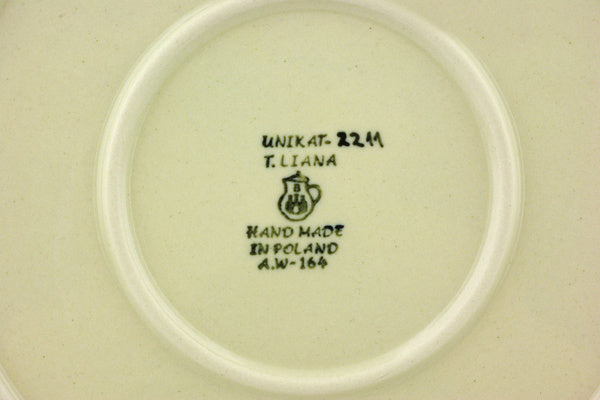 UNIKAT-2211
T. LIANA
B
HAND MADE
IN POLAND
A.W-164